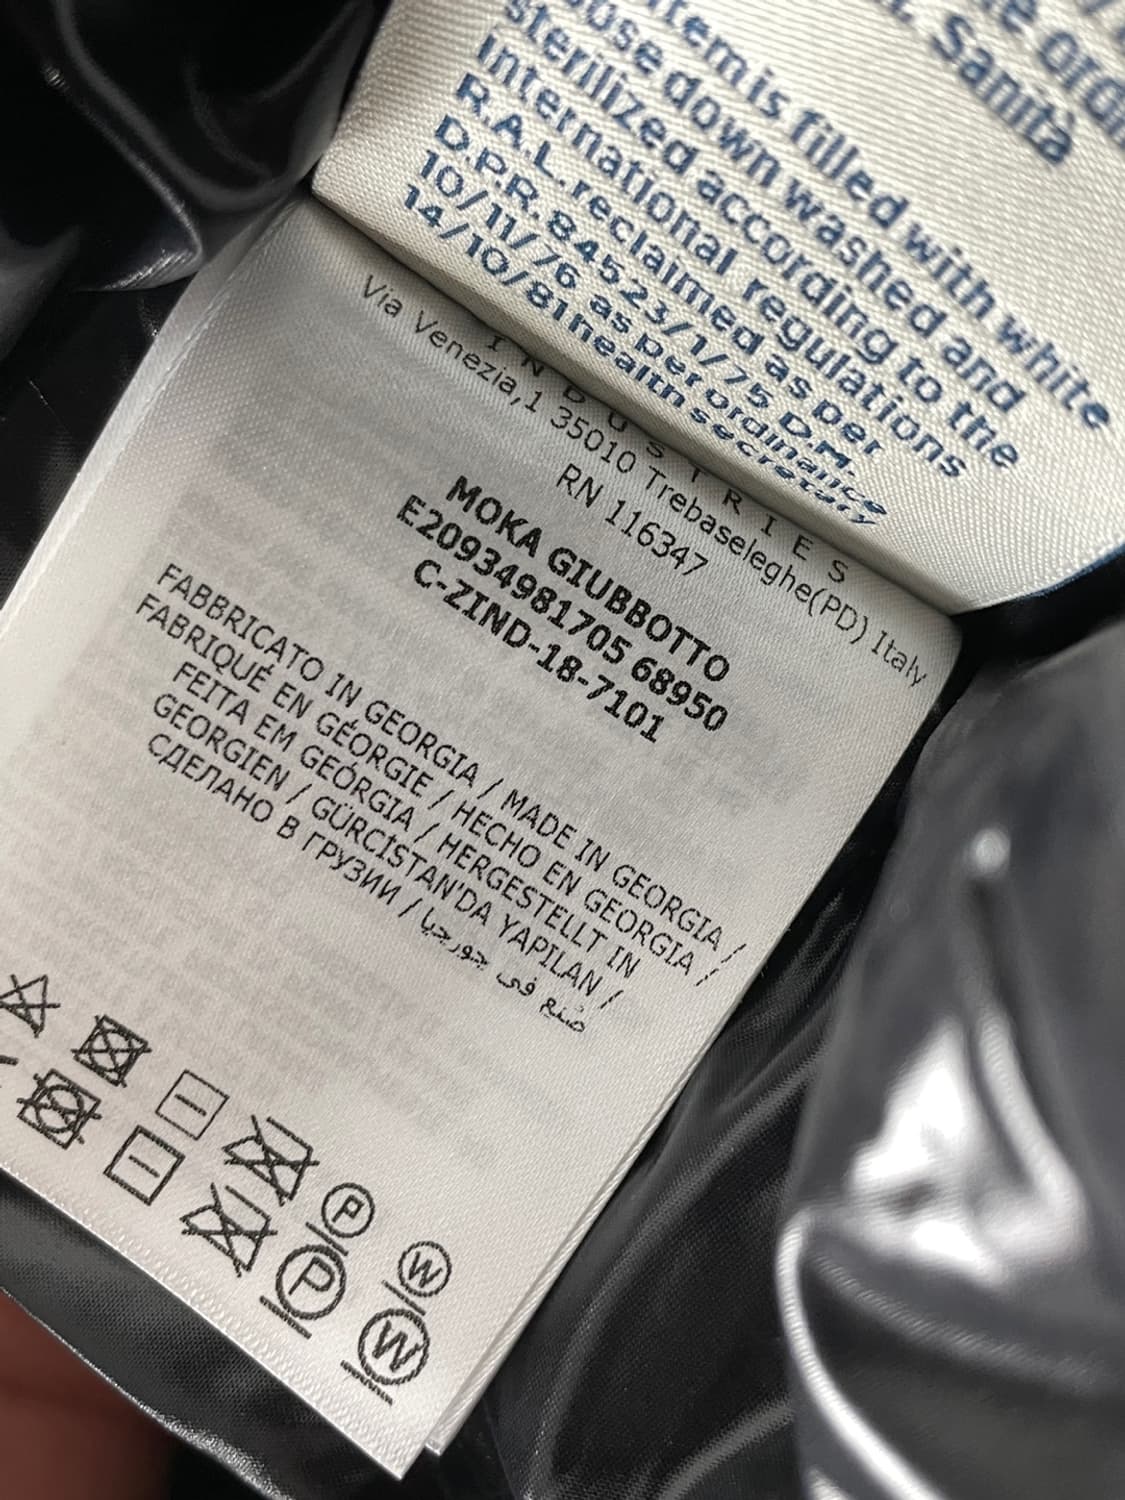 . Sanità
item is filled with white
down washed and
sterilized according to the
international regulations
R.A.L. reclaimed as per
D.P.R. 84523/1/75 D.M.
10/11/76 as per ordinance
14/10/81 health secretary
INDUSTRIES
Via Venezia,1 35010 Trebaseleghe(PD) Italy
RN 116347
MOKA GIUBBOTTO
E20934981705 68950
C-ZIND-18-7101
FABBRICATO IN GEORGIA / MADE IN GEORGIA /
FABRIQUÉ EN GÉORGIE / HECHO EN GEORGIA /
FEITA EM GEÓRGIA / HERGESTELLT IN
GEORGIEN / GÜRCİSTAN'DA YAPILAN /
СДЕЛАНО В ГРУЗИИ / صنع في جورجيا
P
W
P
W